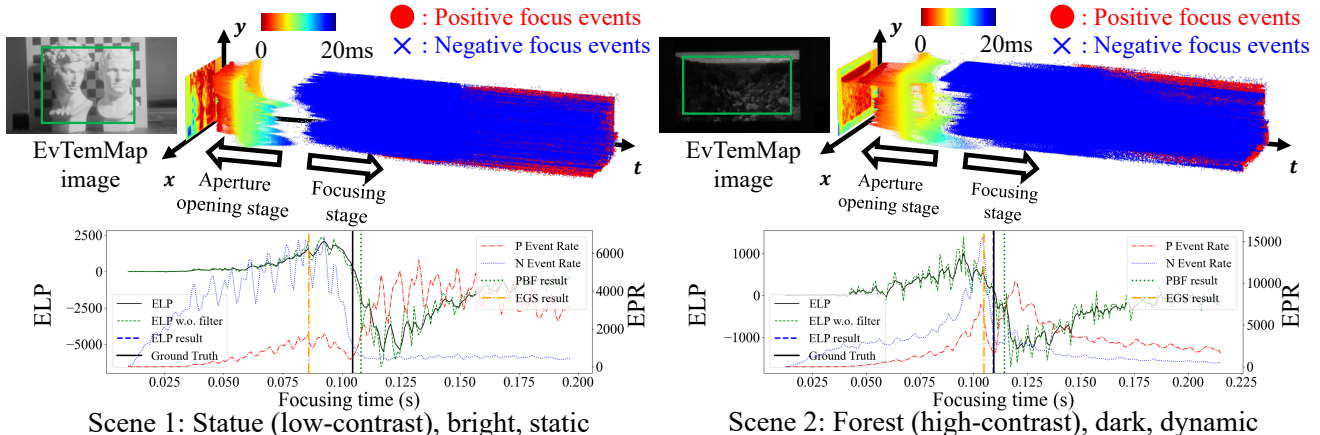 y
0 20ms
: Positive focus events
: Negative focus events
EvTemMap
image
x
Aperture
opening stage
Focusing
stage
t
ELP
2500
0
−2500
−5000
ELP
ELP w.o. filter
ELP result
Ground Truth
P Event Rate
N Event Rate
PBF result
EGS result
6000
4000
2000
0
EPR
0.025 0.050 0.075 0.100 0.125 0.150 0.175 0.200
Focusing time (s)
Scene 1: Statue (low-contrast), bright, static
y
0 20ms
: Positive focus events
: Negative focus events
EvTemMap
image
x
Aperture
opening stage
Focusing
stage
t
ELP
1000
0
−1000
ELP
ELP w.o. filter
ELP result
Ground Truth
P Event Rate
N Event Rate
PBF result
EGS result
15000
10000
5000
0
EPR
0.025 0.050 0.075 0.100 0.125 0.150 0.175 0.200 0.225
Focusing time (s)
Scene 2: Forest (high-contrast), dark, dynamic